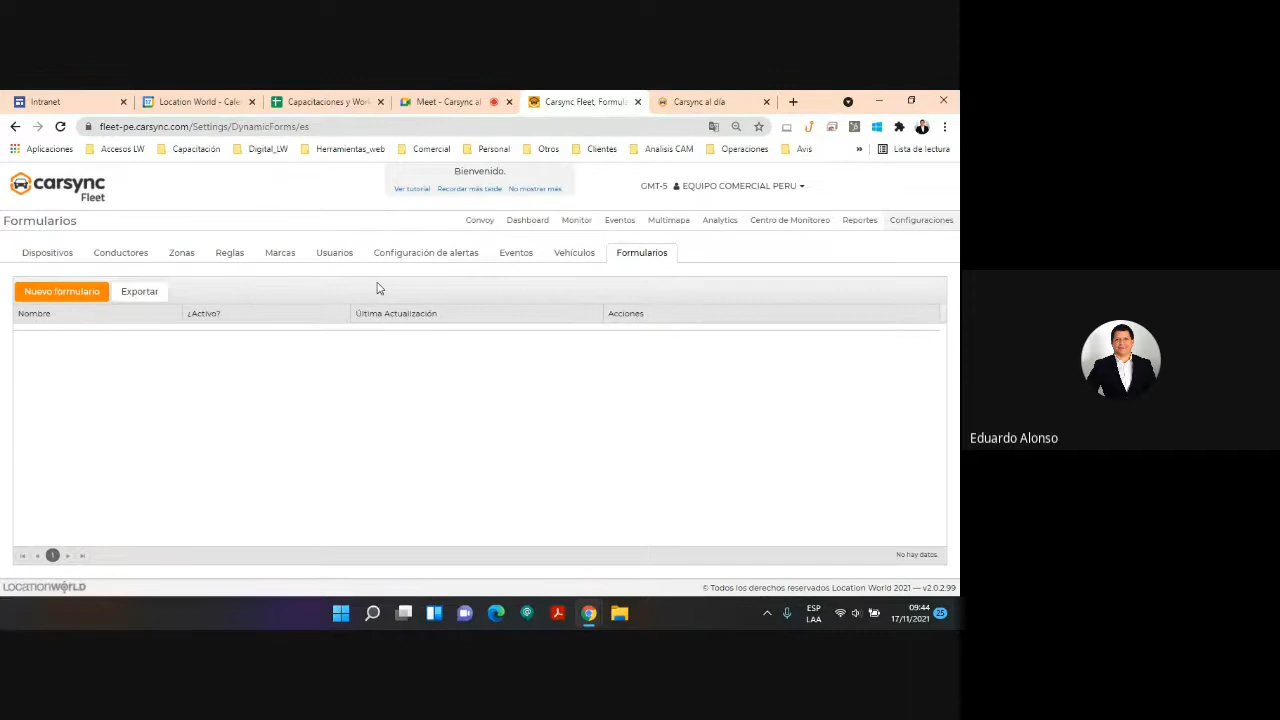 Intranet
Location World - Cale
Capacitaciones y Work
Meet - Carsync al
Carsync Fleet, Formula
Carsync al día
fleet-pe.carsync.com/Settings/DynamicForms/es
Aplicaciones
Accesos LW
Capacitación
Digital_LW
Herramientas_web
Comercial
Personal
Otros
Clientes
Analisis CAM
Operaciones
Avis
»
Lista de lectura
carsync
Fleet
Bienvenido.
Ver tutorial Recordar más tarde No mostrar más
GMT-5 EQUIPO COMERCIAL PERU
Formularios
Convoy Dashboard Monitor Eventos Multimapa Analytics Centro de Monitoreo Reportes Configuraciones
Dispositivos Conductores Zonas Reglas Marcas Usuarios Configuración de alertas Eventos Vehículos Formularios
Nuevo formulario Exportar
Nombre ¿Activo? Última Actualización Acciones
1
No hay datos.
LOCATIONWORLD
© Todos los derechos reservados Location World 2021 — v2.0.2.99
ESP
LAA
09:44
17/11/2021
25
Eduardo Alonso